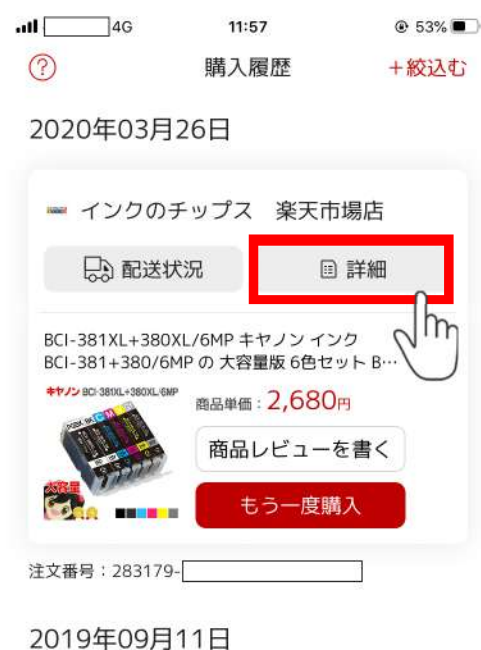 4G 11:57 53%
? 購入履歴 +絞込む
2020年03月26日
インクのチップス 楽天市場店
配送状況 詳細
BCI-381XL+380XL/6MP キヤノン インク
BCI-381+380/6MP の 大容量版 6色セット B…
キヤノン BCI-381XL+380XL/6MP
商品単価：2,680円
商品レビューを書く
大容量
もう一度購入
注文番号：283179-
2019年09月11日